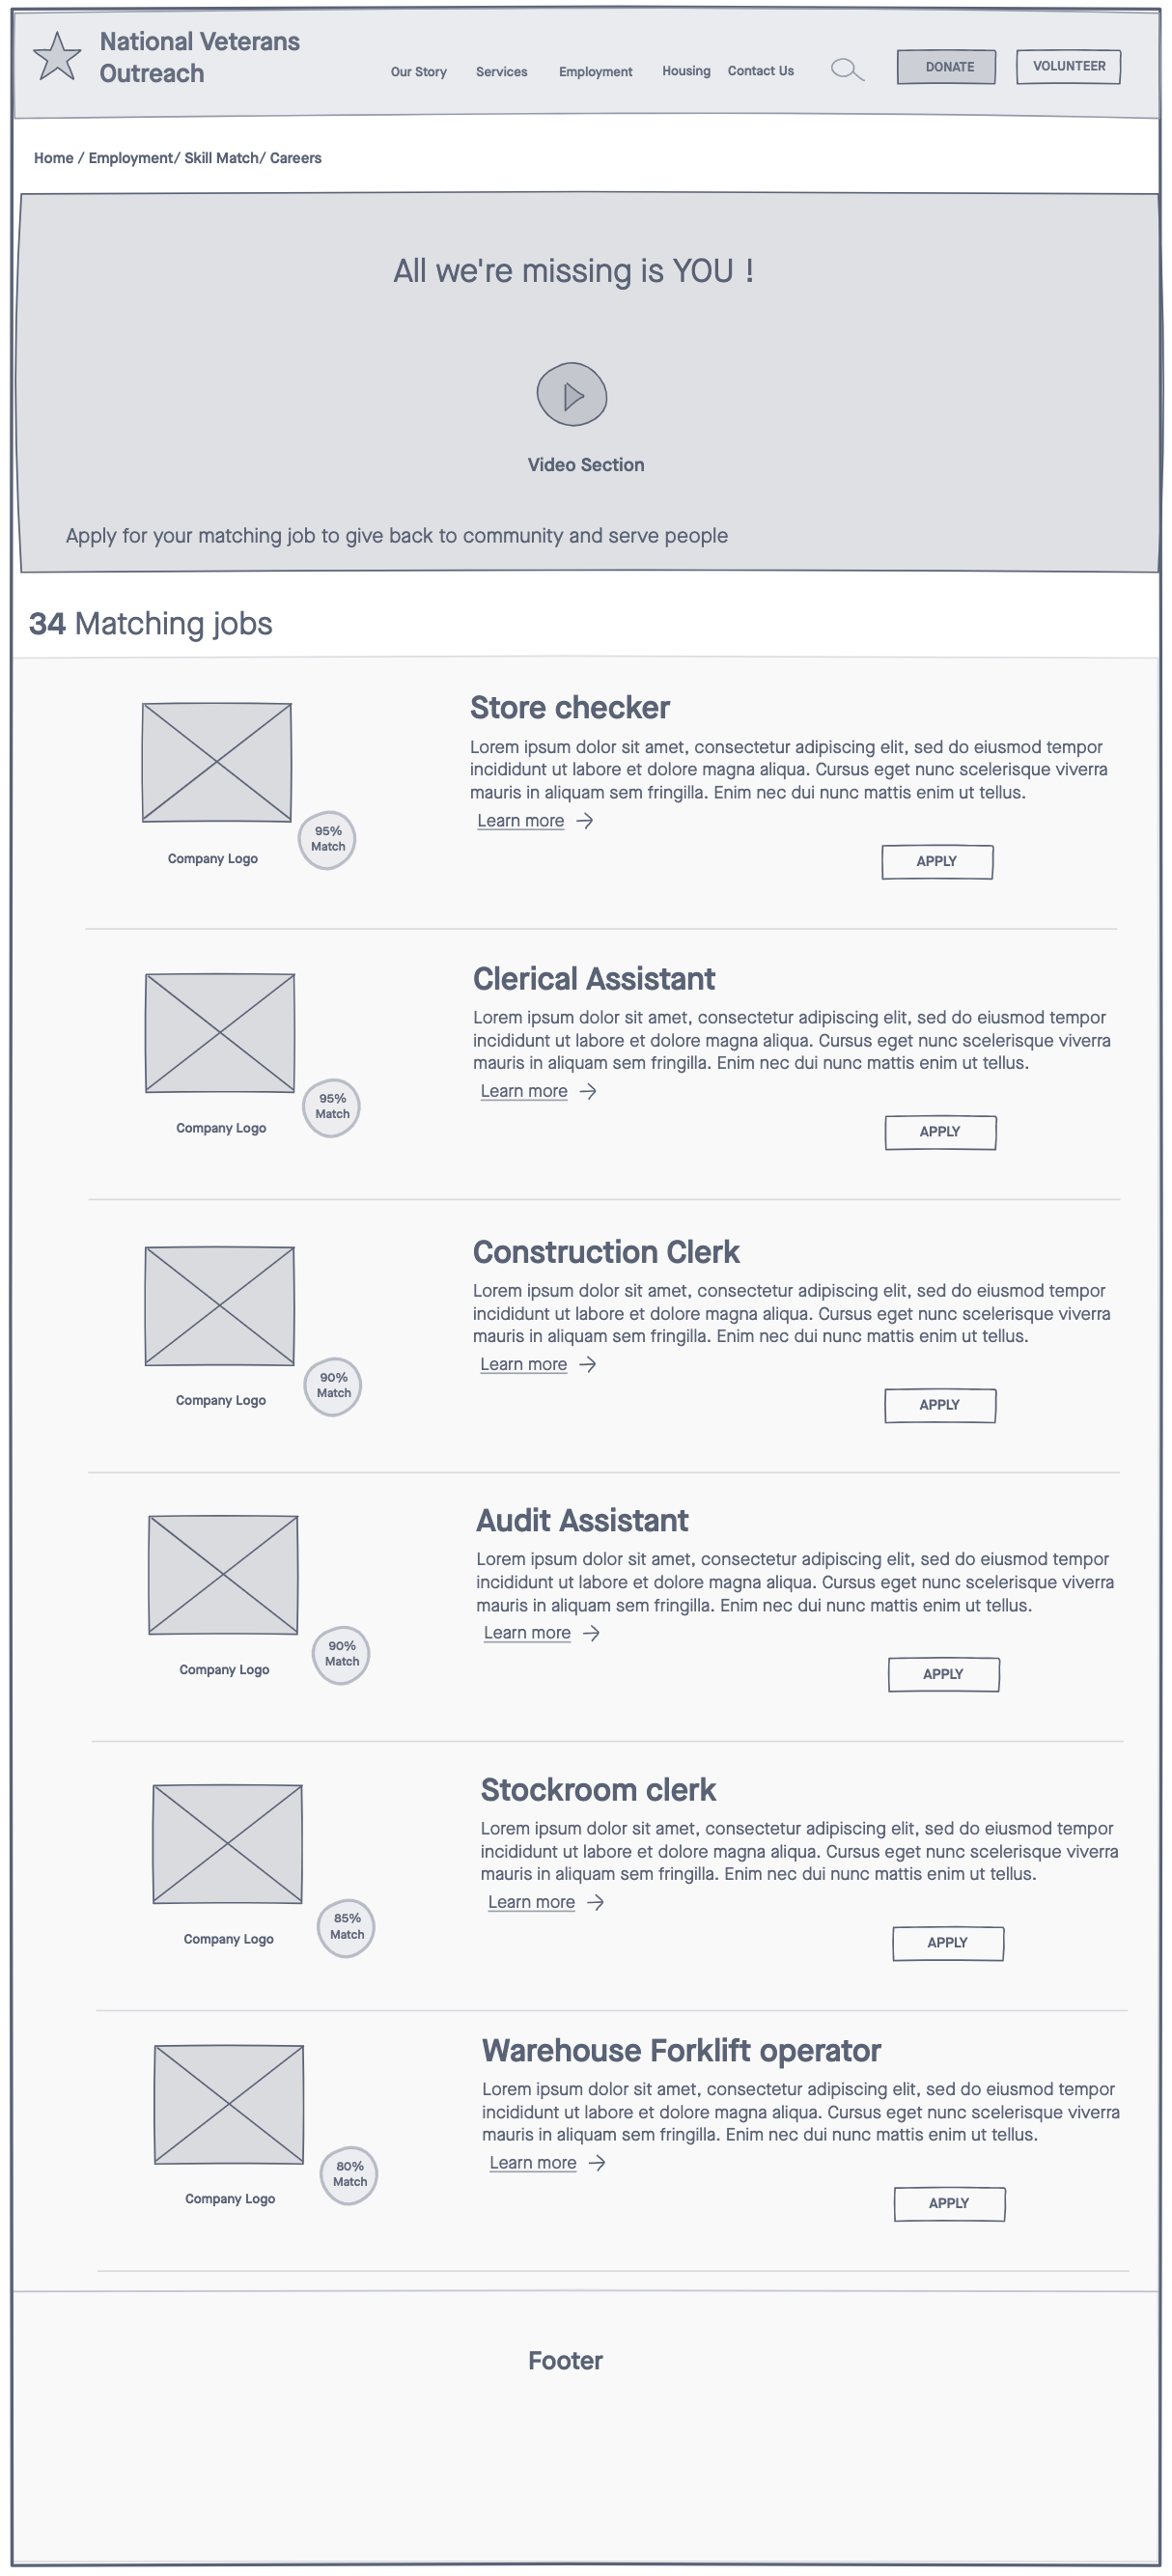 National Veterans
Outreach
Our Story Services Employment Housing Contact Us DONATE VOLUNTEER
Home / Employment/ Skill Match/ Careers
All we're missing is YOU !
Video Section
Apply for your matching job to give back to community and serve people
34 Matching jobs
Store checker
Lorem ipsum dolor sit amet, consectetur adipiscing elit, sed do eiusmod tempor
incididunt ut labore et dolore magna aliqua. Cursus eget nunc scelerisque viverra
mauris in aliquam sem fringilla. Enim nec dui nunc mattis enim ut tellus.
Learn more
95%
Match
Company Logo
APPLY
Clerical Assistant
Lorem ipsum dolor sit amet, consectetur adipiscing elit, sed do eiusmod tempor
incididunt ut labore et dolore magna aliqua. Cursus eget nunc scelerisque viverra
mauris in aliquam sem fringilla. Enim nec dui nunc mattis enim ut tellus.
Learn more
95%
Match
Company Logo
APPLY
Construction Clerk
Lorem ipsum dolor sit amet, consectetur adipiscing elit, sed do eiusmod tempor
incididunt ut labore et dolore magna aliqua. Cursus eget nunc scelerisque viverra
mauris in aliquam sem fringilla. Enim nec dui nunc mattis enim ut tellus.
Learn more
90%
Match
Company Logo
APPLY
Audit Assistant
Lorem ipsum dolor sit amet, consectetur adipiscing elit, sed do eiusmod tempor
incididunt ut labore et dolore magna aliqua. Cursus eget nunc scelerisque viverra
mauris in aliquam sem fringilla. Enim nec dui nunc mattis enim ut tellus.
Learn more
90%
Match
Company Logo
APPLY
Stockroom clerk
Lorem ipsum dolor sit amet, consectetur adipiscing elit, sed do eiusmod tempor
incididunt ut labore et dolore magna aliqua. Cursus eget nunc scelerisque viverra
mauris in aliquam sem fringilla. Enim nec dui nunc mattis enim ut tellus.
Learn more
85%
Match
Company Logo
APPLY
Warehouse Forklift operator
Lorem ipsum dolor sit amet, consectetur adipiscing elit, sed do eiusmod tempor
incididunt ut labore et dolore magna aliqua. Cursus eget nunc scelerisque viverra
mauris in aliquam sem fringilla. Enim nec dui nunc mattis enim ut tellus.
Learn more
80%
Match
Company Logo
APPLY
Footer